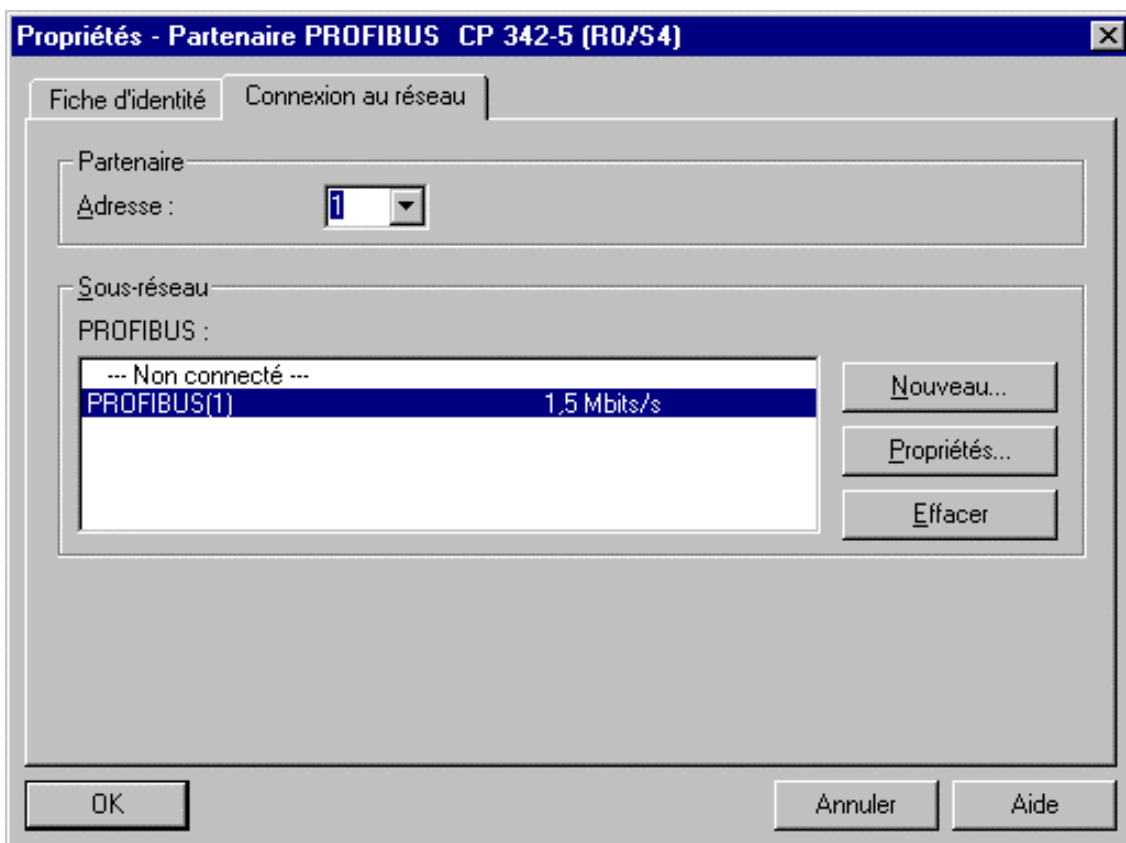 Propriétés - Partenaire PROFIBUS  CP 342-5 (R0/S4)
Fiche d'identité
Connexion au réseau
Partenaire
Adresse :
1
Sous-réseau
PROFIBUS :
--- Non connecté ---
PROFIBUS(1) 1,5 Mbits/s
Nouveau...
Propriétés...
Effacer
OK
Annuler
Aide